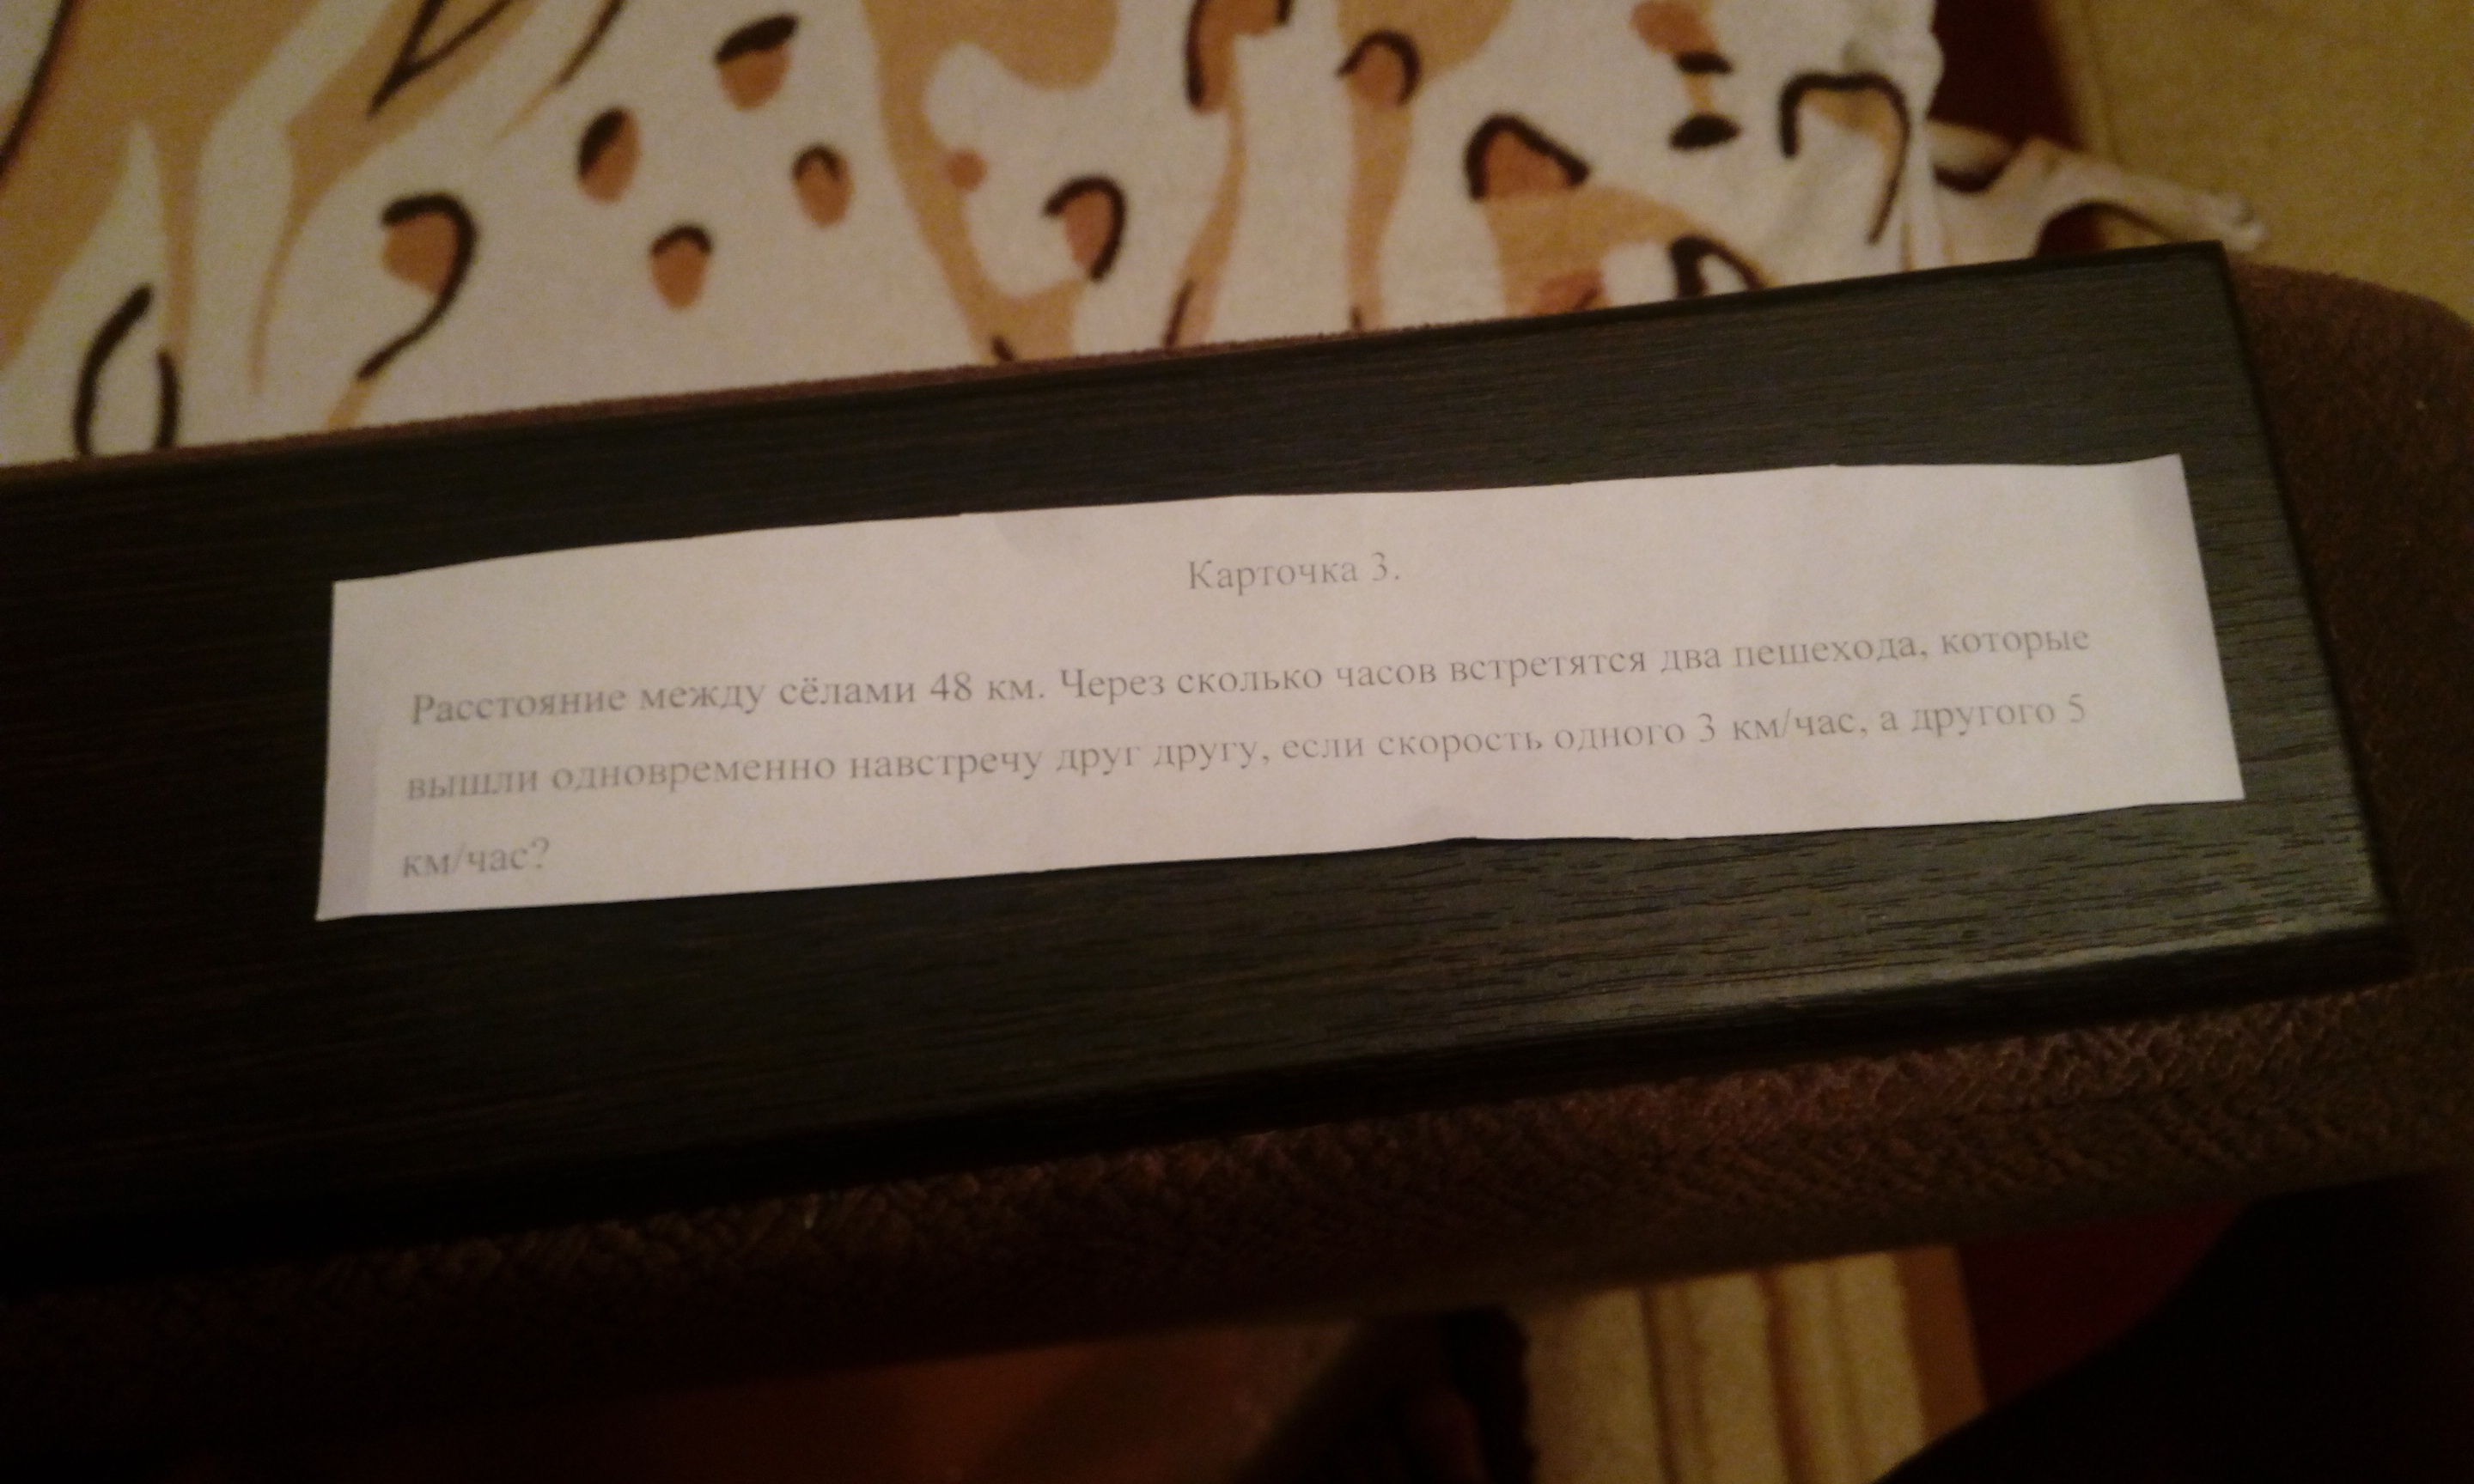 Карточка 3.
Расстояние между сёлами 48 км. Через сколько часов встретятся два пешехода, которые
вышли одновременно навстречу друг другу, если скорость одного 3 км/час, а другого 5
км/час?